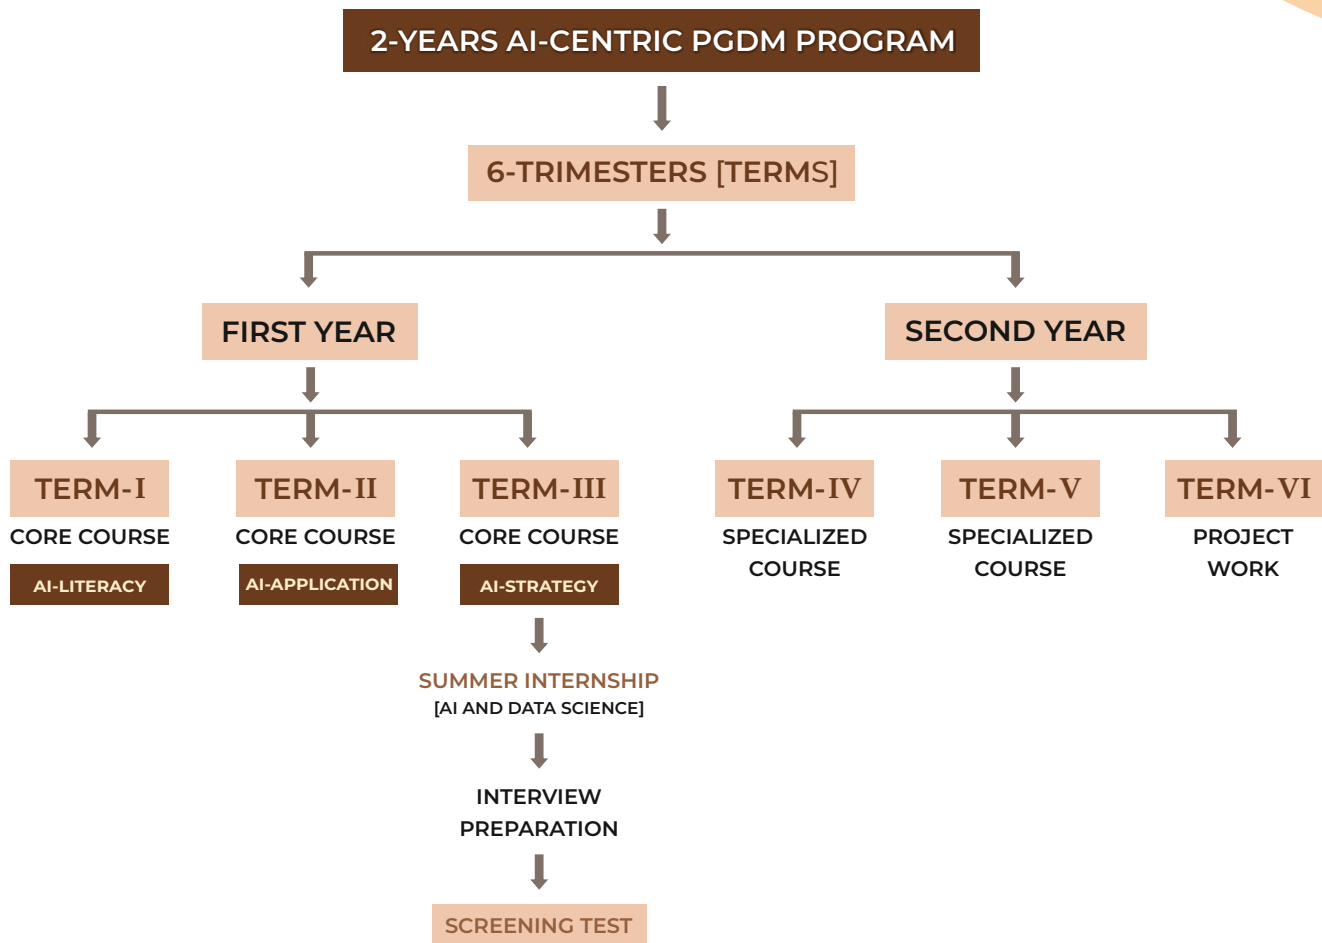 2-YEARS AI-CENTRIC PGDM PROGRAM
6-TRIMESTERS [TERMS]
FIRST YEAR
SECOND YEAR
TERM-I
TERM-II
TERM-III
TERM-IV
TERM-V
TERM-VI
CORE COURSE
CORE COURSE
CORE COURSE
SPECIALIZED
COURSE
SPECIALIZED
COURSE
PROJECT
WORK
AI-LITERACY
AI-APPLICATION
AI-STRATEGY
SUMMER INTERNSHIP
[AI AND DATA SCIENCE]
INTERVIEW
PREPARATION
SCREENING TEST